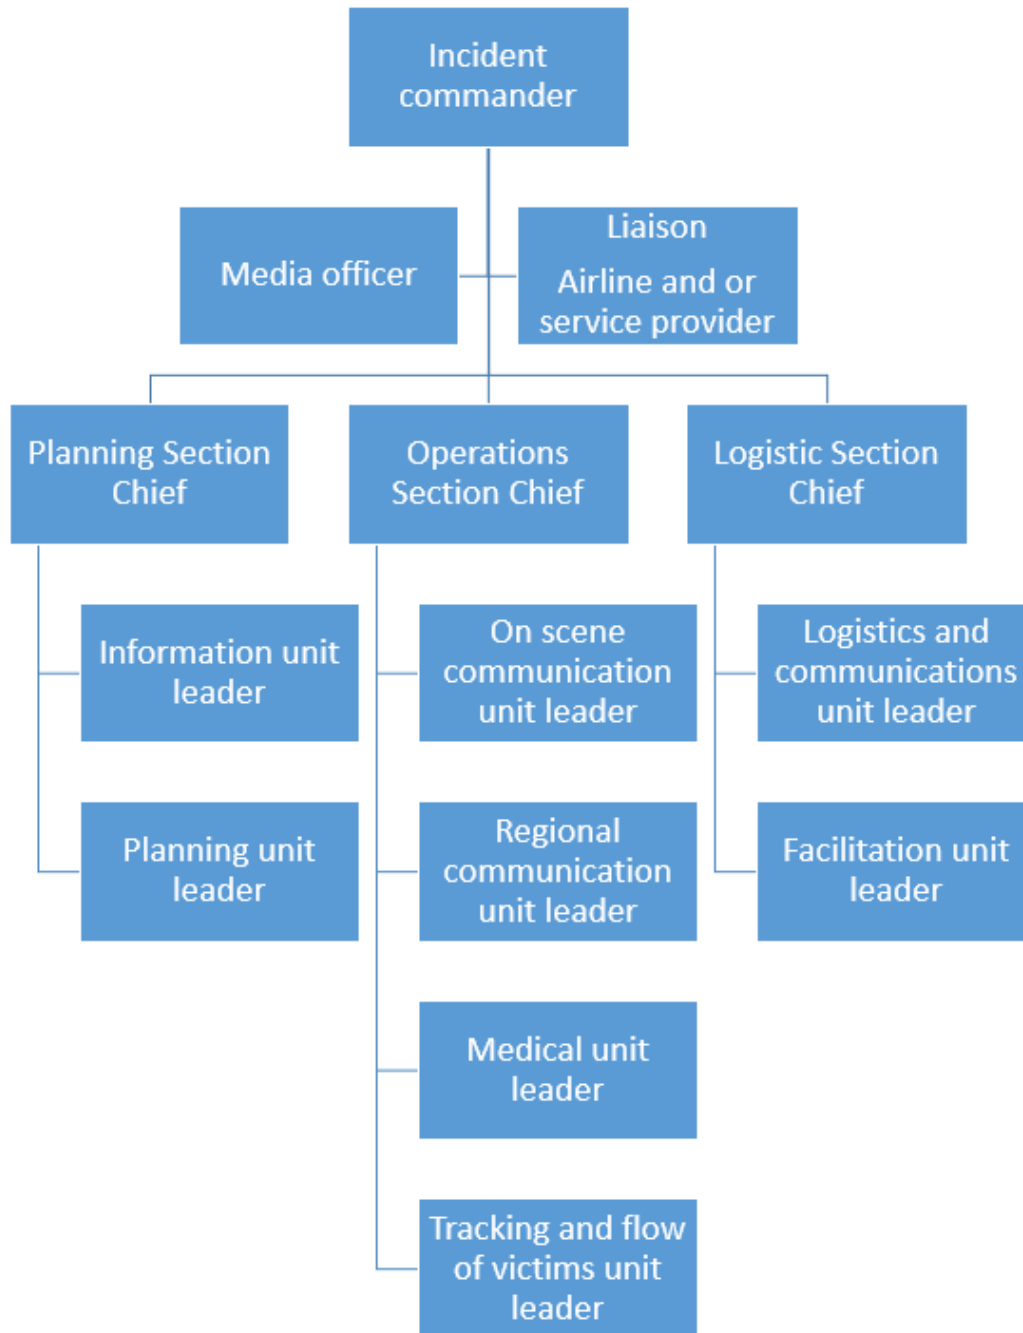 Incident
commander
Media officer
Liaison
Airline and or
service provider
Planning Section
Chief
Operations
Section Chief
Logistic Section
Chief
Information unit
leader
On scene
communication
unit leader
Logistics and
communications
unit leader
Planning unit
leader
Regional
communication
unit leader
Facilitation unit
leader
Medical unit
leader
Tracking and flow
of victims unit
leader